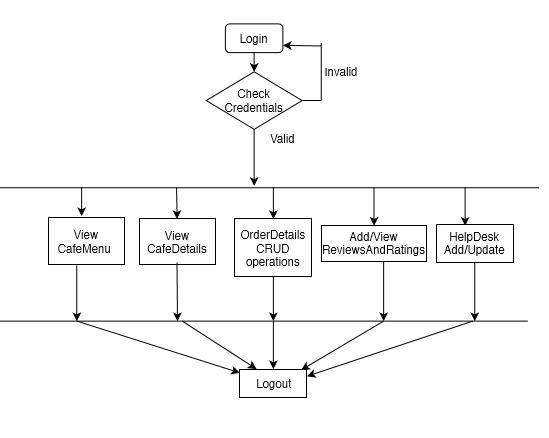 Login
Invalid
Check
Credentials
Valid
View
CafeMenu
View
CafeDetails
OrderDetails
CRUD
operations
Add/View
ReviewsAndRatings
HelpDesk
Add/Update
Logout